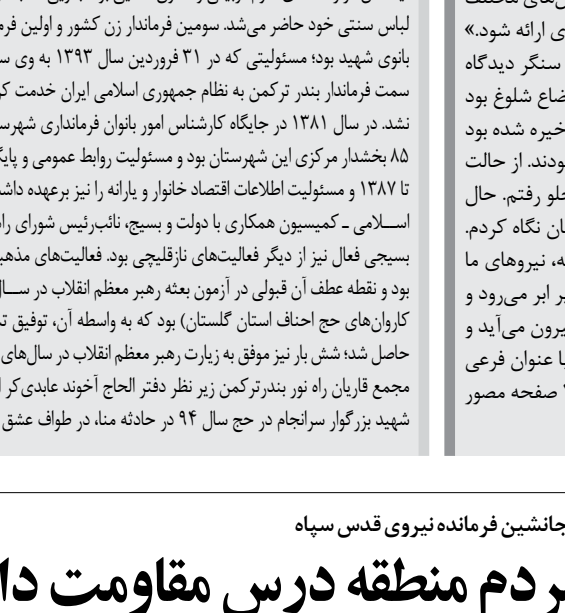 ی ارائه شود.»
سنگر دیدگاه
ضاع شلوغ بود
خیره شده بود
ودند. از حالت
جلو رفتم. حال
ان نگاه کردم.
ه، نیروهای ما
ر ابر می‌رود و
یرون می‌آید و
ا عنوان فرعی
صفحه مصور
لباس سنتی خود حاضر می‌شد. سومین فرماندار زن کشور و اولین فرما
بانوی شهید بود؛ مسئولیتی که در ۳۱ فروردین سال ۱۳۹۳ به وی س
سمت فرماندار بندر ترکمن به نظام جمهوری اسلامی ایران خدمت کر
نشد. در سال ۱۳۸۱ در جایگاه کارشناس امور بانوان فرمانداری شهرس
۸۵ بخشدار مرکزی این شهرستان بود و مسئولیت روابط عمومی و پایگ
تا ۱۳۸۷ و مسئولیت اطلاعات اقتصاد خانوار و یارانه را نیز برعهده داش
اســلامی ـ کمیسیون همکاری با دولت و بسیج، نائب‌رئیس شورای را
بسیجی فعال نیز از دیگر فعالیت‌های نازقلیچی بود. فعالیت‌های مذهب
بود و نقطه عطف آن قبولی در آزمون بعثه رهبر معظم انقلاب در ســال
کاروان‌های حج احناف استان گلستان) بود که به واسطه آن، توفیق تش
حاصل شد؛ شش بار نیز موفق به زیارت رهبر معظم انقلاب در سال‌های
مجمع قاریان راه نور بندرترکمن زیر نظر دفتر الحاج آخوند عابدی‌کر ا
شهید بزرگوار سرانجام در حج سال ۹۴ در حادثه منا، در طواف عشق
جانشین فرمانده نیروی قدس سپاه
ردم منطقه درس مقاومت دا